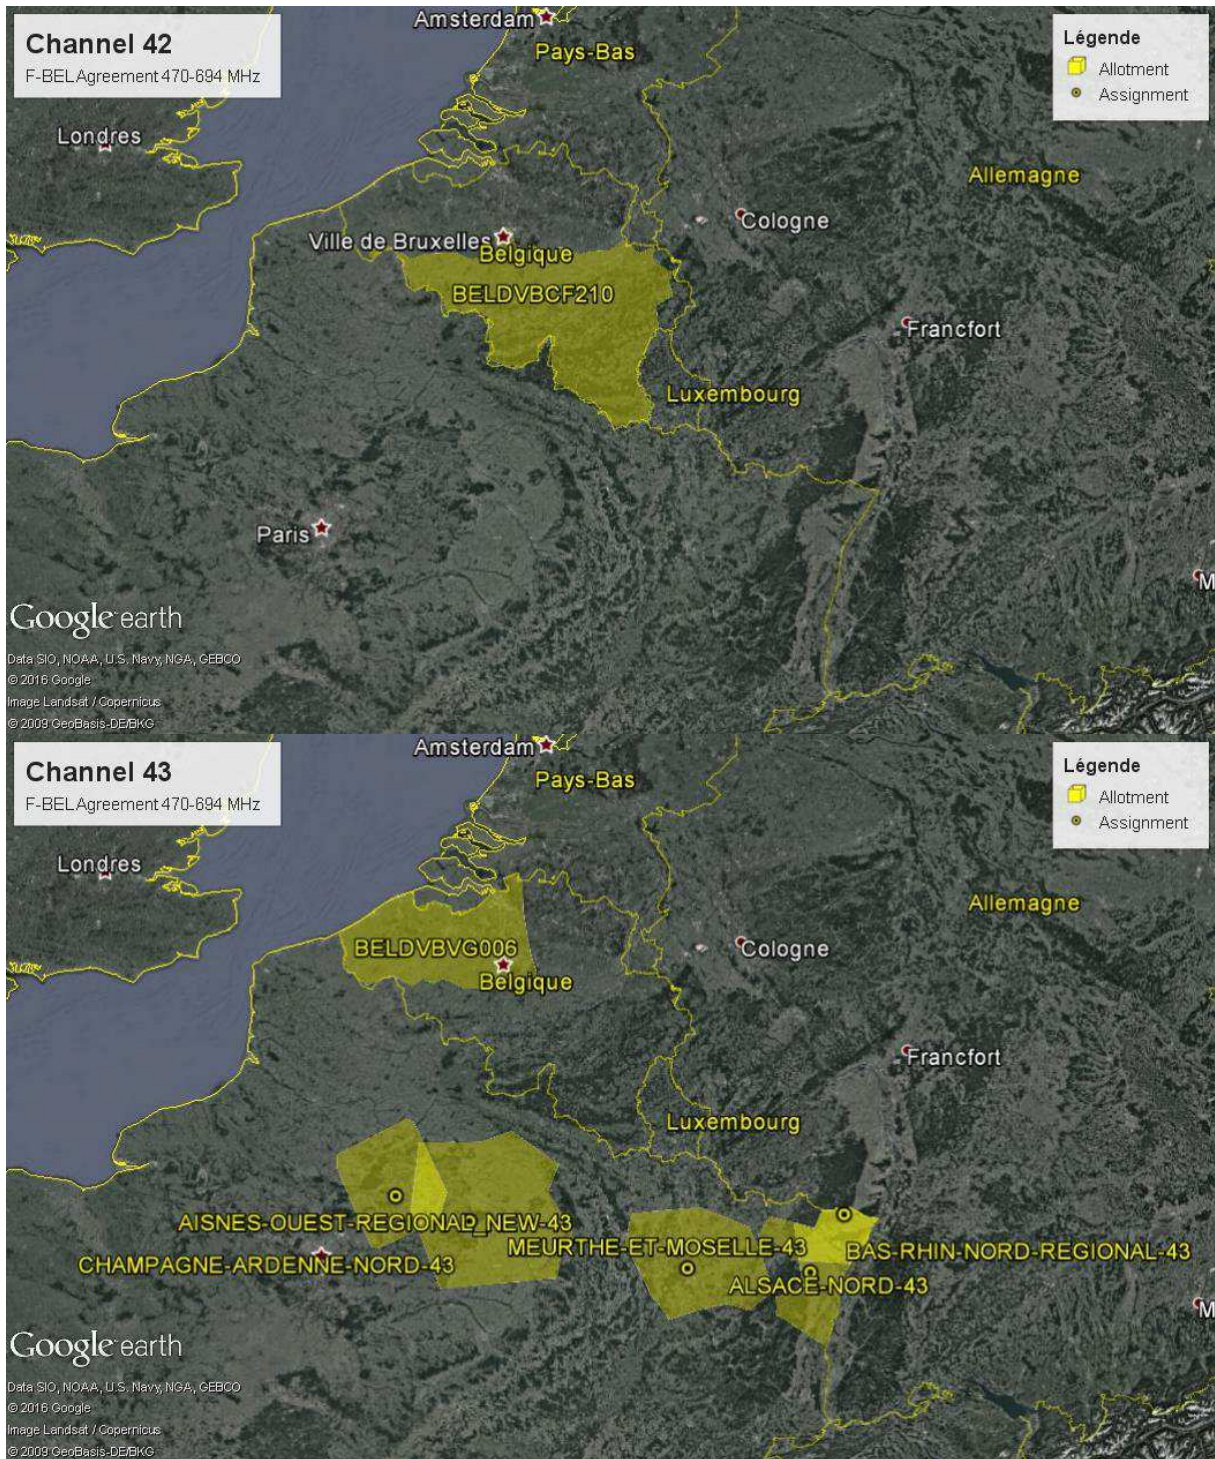 Channel 42
F-BEL Agreement 470-694 MHz
Légende
Allotment
Assignment
Amsterdam
Pays-Bas
Londres
Allemagne
Cologne
Ville de Bruxelles
Belgique
BELDVBCF210
Francfort
Luxembourg
Paris
M
Google earth
Data SIO, NOAA, U.S. Navy, NGA, GEBCO
© 2016 Google
Image Landsat / Copernicus
© 2009 GeoBasis-DE/BKG
Channel 43
F-BEL Agreement 470-694 MHz
Légende
Allotment
Assignment
Amsterdam
Pays-Bas
Londres
Allemagne
Cologne
BELDVBVG006
Belgique
Francfort
Luxembourg
AISNES-OUEST-REGIONAL_NEW-43
CHAMPAGNE-ARDENNE-NORD-43
MEURTHE-ET-MOSELLE-43
BAS-RHIN-NORD-REGIONAL-43
ALSACE-NORD-43
M
Google earth
Data SIO, NOAA, U.S. Navy, NGA, GEBCO
© 2016 Google
Image Landsat / Copernicus
© 2009 GeoBasis-DE/BKG